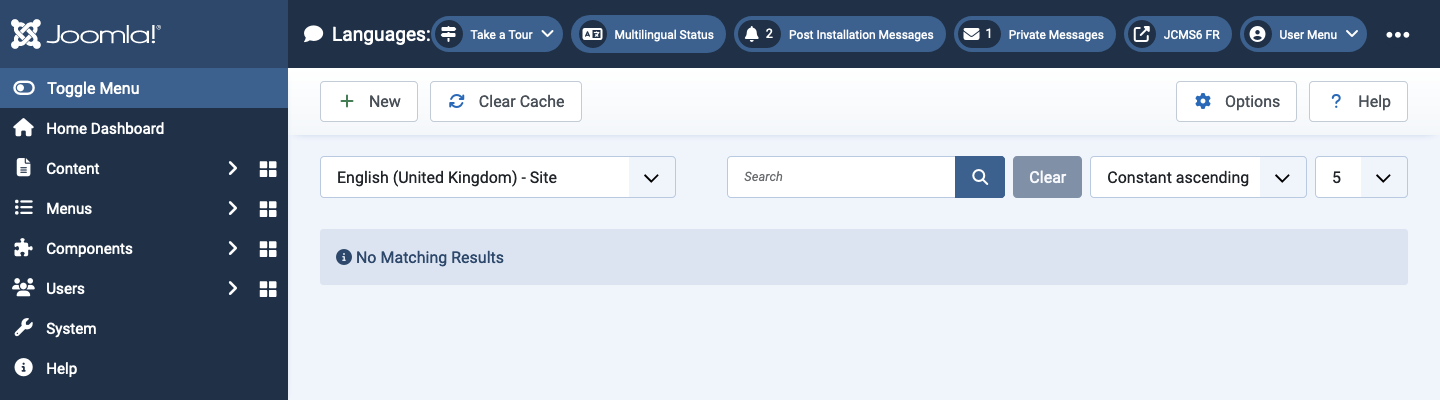 Joomla!®
Languages: Take a Tour Multilingual Status 2 Post Installation Messages 1 Private Messages JCMS6 FR User Menu
Toggle Menu
Home Dashboard
Content
Menus
Components
Users
System
Help
New Clear Cache Options ? Help
English (United Kingdom) - Site Search Clear Constant ascending 5
No Matching Results